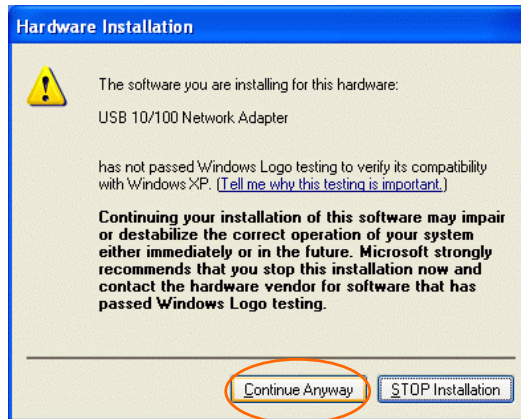 Hardware Installation
The software you are installing for this hardware:
USB 10/100 Network Adapter
has not passed Windows Logo testing to verify its compatibility
with Windows XP. (Tell me why this testing is important.)
Continuing your installation of this software may impair
or destabilize the correct operation of your system
either immediately or in the future. Microsoft strongly
recommends that you stop this installation now and
contact the hardware vendor for software that has
passed Windows Logo testing.
Continue Anyway
STOP Installation